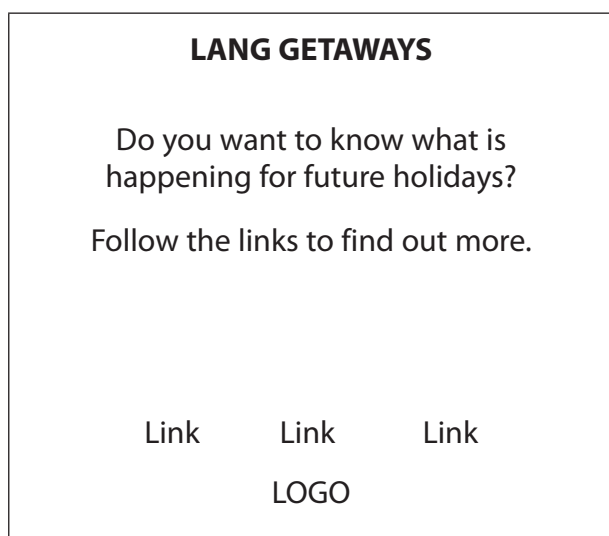 LANG GETAWAYS
Do you want to know what is
happening for future holidays?
Follow the links to find out more.
Link Link Link
LOGO